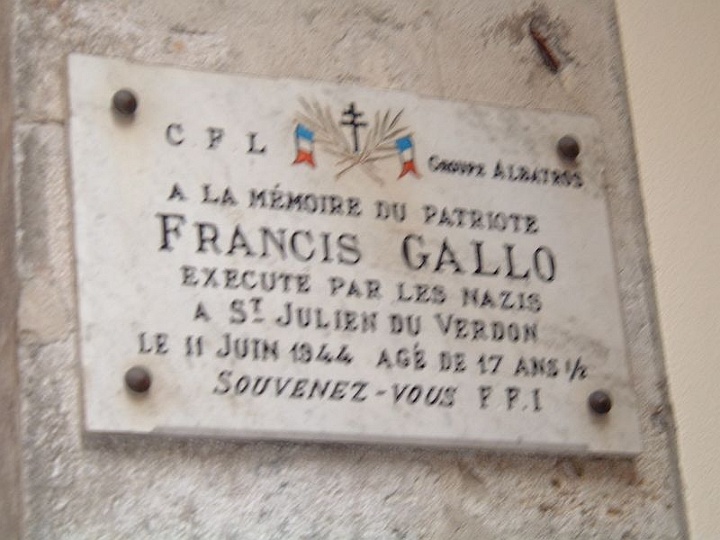 C F L GROUPE ALBATROS
A LA MÉMOIRE DU PATRIOTE
FRANCIS GALLO
EXECUTÉ PAR LES NAZIS
A ST JULIEN DU VERDON
LE 11 JUIN 1944 AGÉ DE 17 ANS 1/2
SOUVENEZ-VOUS F F.I